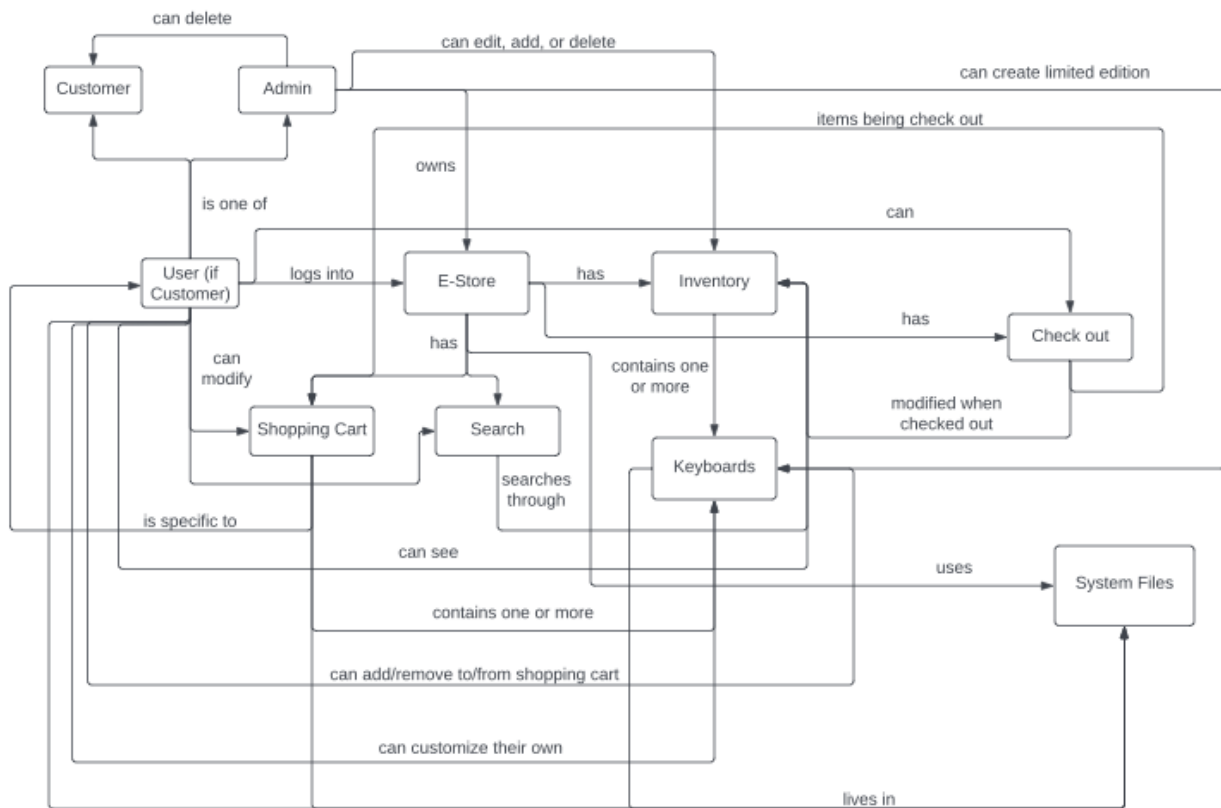 can delete
can edit, add, or delete
can create limited edition
Customer
Admin
items being check out
owns
is one of
can
User (if
Customer)
logs into
E-Store
has
Inventory
has
Check out
has
can
modify
contains one
or more
modified when
checked out
Shopping Cart
Search
Keyboards
searches
through
is specific to
can see
uses
System Files
contains one or more
can add/remove to/from shopping cart
can customize their own
lives in